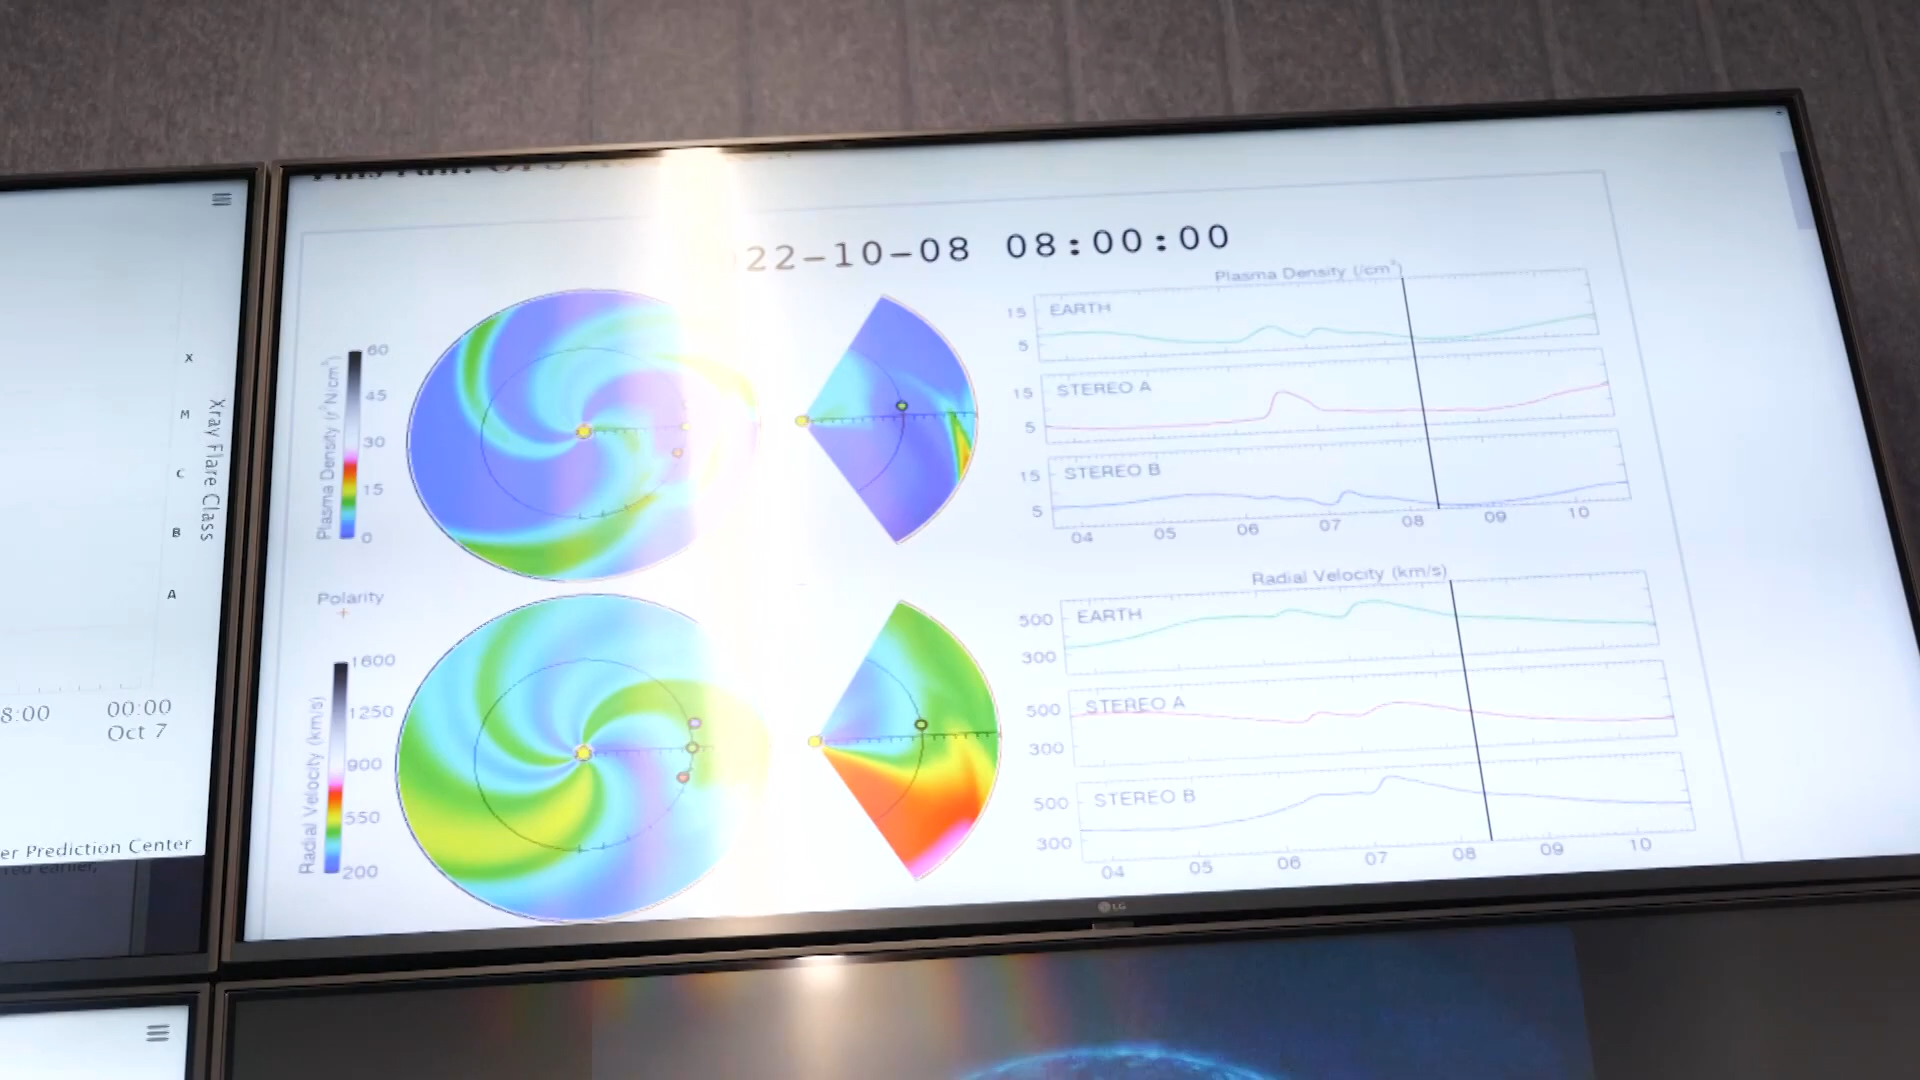 22-10-08 08:00:00
Plasma Density (/cm³)
EARTH
15
5
STEREO A
15
5
STEREO B
15
5
04 05 06 07 08 09 10
Plasma Density (r²N/cm³)
60
45
30
15
0
Polarity
+
Radial Velocity (km/s)
1600
1250
900
550
200
Radial Velocity (km/s)
EARTH
500
300
STEREO A
500
300
STEREO B
500
300
04 05 06 07 08 09 10
LG
X
M
C
B
A
Xray Flare Class
8:00
00:00
Oct 7
er Prediction Center
earlier,